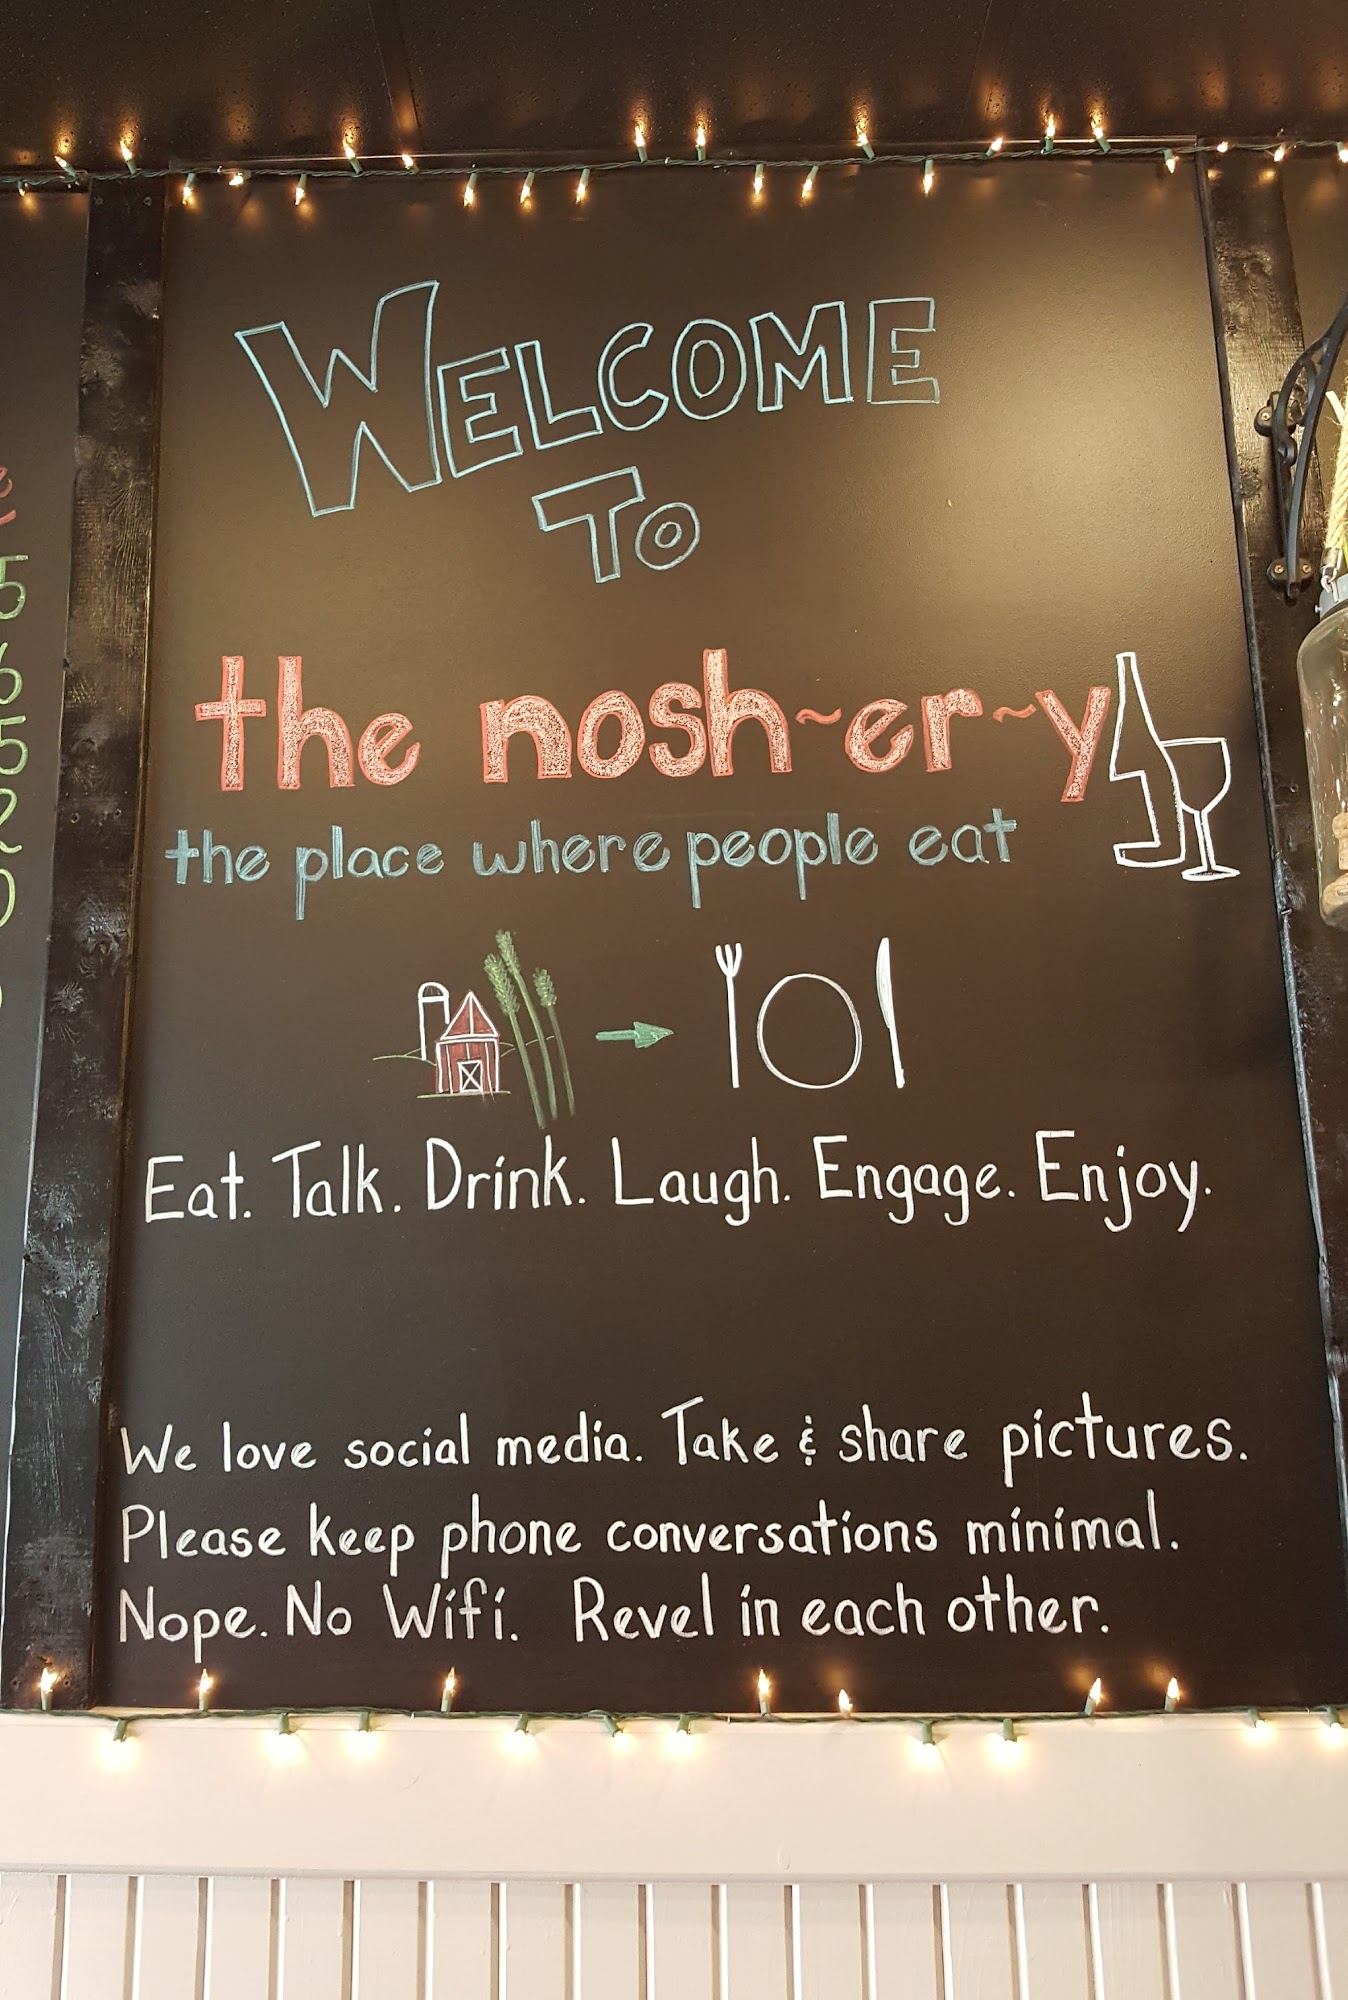 WELCOME
TO
the nosh~er~y
the place where people eat
Eat. Talk. Drink. Laugh. Engage. Enjoy.
We love social media. Take & share pictures.
Please keep phone conversations minimal.
Nope. No Wifi. Revel in each other.